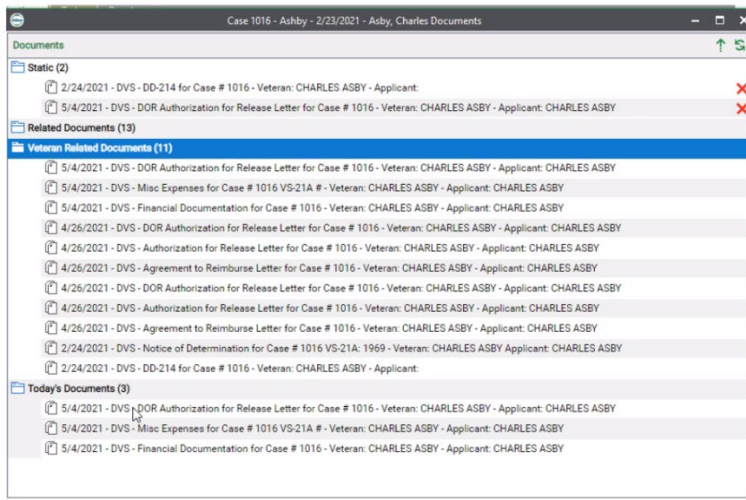 Case 1016 - Ashby - 2/23/2021 - Asby, Charles Documents
Documents
Static (2)
2/24/2021 - DVS - DD-214 for Case # 1016 - Veteran: CHARLES ASBY - Applicant:
5/4/2021 - DVS - DOR Authorization for Release Letter for Case # 1016 - Veteran: CHARLES ASBY - Applicant: CHARLES ASBY
Related Documents (13)
Veteran Related Documents (11)
5/4/2021 - DVS - DOR Authorization for Release Letter for Case # 1016 - Veteran: CHARLES ASBY - Applicant: CHARLES ASBY
5/4/2021 - DVS - Misc Expenses for Case # 1016 VS-21A # - Veteran: CHARLES ASBY - Applicant: CHARLES ASBY
5/4/2021 - DVS - Financial Documentation for Case # 1016 - Veteran: CHARLES ASBY - Applicant: CHARLES ASBY
4/26/2021 - DVS - DOR Authorization for Release Letter for Case # 1016 - Veteran: CHARLES ASBY - Applicant: CHARLES ASBY
4/26/2021 - DVS - Authorization for Release Letter for Case # 1016 - Veteran: CHARLES ASBY - Applicant: CHARLES ASBY
4/26/2021 - DVS - Agreement to Reimburse Letter for Case # 1016 - Veteran: CHARLES ASBY - Applicant: CHARLES ASBY
4/26/2021 - DVS - DOR Authorization for Release Letter for Case # 1016 - Veteran: CHARLES ASBY - Applicant: CHARLES ASBY
4/26/2021 - DVS - Authorization for Release Letter for Case # 1016 - Veteran: CHARLES ASBY - Applicant: CHARLES ASBY
4/26/2021 - DVS - Agreement to Reimburse Letter for Case # 1016 - Veteran: CHARLES ASBY - Applicant: CHARLES ASBY
2/24/2021 - DVS - Notice of Determination for Case # 1016 VS-21A: 1969 - Veteran: CHARLES ASBY Applicant: CHARLES ASBY
2/24/2021 - DVS - DD-214 for Case # 1016 - Veteran: CHARLES ASBY - Applicant:
Today's Documents (3)
5/4/2021 - DVS - DOR Authorization for Release Letter for Case # 1016 - Veteran: CHARLES ASBY - Applicant: CHARLES ASBY
5/4/2021 - DVS - Misc Expenses for Case # 1016 VS-21A # - Veteran: CHARLES ASBY - Applicant: CHARLES ASBY
5/4/2021 - DVS - Financial Documentation for Case # 1016 - Veteran: CHARLES ASBY - Applicant: CHARLES ASBY